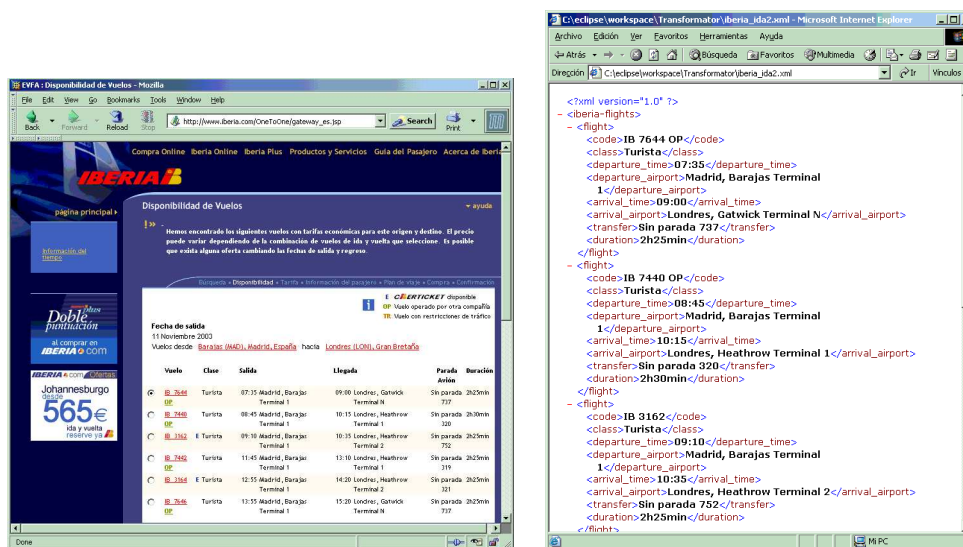 EVFA : Disponibilidad de Vuelos - Mozilla
File Edit View Go Bookmarks Tools Window Help
Back Forward Reload Stop http://www.iberia.com/OneToOne/gateway_es.jsp Search Print
Compra Online Iberia Online Iberia Plus Productos y Servicios Guía del Pasajero Acerca de Iberia
IBERIA
página principal
Información del
tiempo
Doble plus
puntuación
al comprar en
IBERIA.com
IBERIA.com Ofertas
Johannesburgo
desde
565€
ida y vuelta
reserve ya
Disponibilidad de Vuelos
ayuda
Hemos encontrado los siguientes vuelos con tarifas económicas para este origen y destino. El precio
puede variar dependiendo de la combinación de vuelos de ida y vuelta que seleccione. Es posible
que exista alguna oferta cambiando las fechas de salida y regreso.
Búsqueda » Disponibilidad » Tarifa » Información del pasajero » Plan de viaje » Compra » Confirmación
E CIBERTICKET disponible
OP Vuelo operado por otra compañía
TR Vuelo con restricciones de tráfico
Fecha de salida
11 Noviembre 2003
Vuelos desde Barajas (MAD), Madrid, España hacia Londres (LON), Gran Bretaña
Vuelo Clase Salida Llegada Parada Duración
Avión
IB 7644 Turista 07:35 Madrid, Barajas 09:00 Londres, Gatwick Sin parada 2h25min
OP Terminal 1 Terminal N 737
IB 7440 Turista 08:45 Madrid, Barajas 10:15 Londres, Heathrow Sin parada 2h30min
OP Terminal 1 Terminal 1 320
IB 3162 E Turista 09:10 Madrid, Barajas 10:35 Londres, Heathrow Sin parada 2h25min
Terminal 1 Terminal 2 752
IB 7442 Turista 11:45 Madrid, Barajas 13:10 Londres, Heathrow Sin parada 2h25min
OP Terminal 1 Terminal 1 319
IB 3164 E Turista 12:55 Madrid, Barajas 14:20 Londres, Heathrow Sin parada 2h25min
Terminal 1 Terminal 2 321
IB 7646 Turista 13:55 Madrid, Barajas 15:20 Londres, Gatwick Sin parada 2h25min
OP Terminal 1 Terminal N 737
Done
C:\eclipse\workspace\Transformator\iberia_ida2.xml - Microsoft Internet Explorer
Archivo Edición Ver Favoritos Herramientas Ayuda
Atrás Búsqueda Favoritos Multimedia
Dirección C:\eclipse\workspace\Transformator\iberia_ida2.xml Ir Vínculos
<?xml version="1.0" ?>
- <iberia-flights>
- <flight>
<code>IB 7644 OP</code>
<class>Turista</class>
<departure_time>07:35</departure_time>
<departure_airport>Madrid, Barajas Terminal
1</departure_airport>
<arrival_time>09:00</arrival_time>
<arrival_airport>Londres, Gatwick Terminal N</arrival_airport>
<transfer>Sin parada 737</transfer>
<duration>2h25min</duration>
</flight>
- <flight>
<code>IB 7440 OP</code>
<class>Turista</class>
<departure_time>08:45</departure_time>
<departure_airport>Madrid, Barajas Terminal
1</departure_airport>
<arrival_time>10:15</arrival_time>
<arrival_airport>Londres, Heathrow Terminal 1</arrival_airport>
<transfer>Sin parada 320</transfer>
<duration>2h30min</duration>
</flight>
- <flight>
<code>IB 3162</code>
<class>Turista</class>
<departure_time>09:10</departure_time>
<departure_airport>Madrid, Barajas Terminal
1</departure_airport>
<arrival_time>10:35</arrival_time>
<arrival_airport>Londres, Heathrow Terminal 2</arrival_airport>
<transfer>Sin parada 752</transfer>
<duration>2h25min</duration>
</flight>
Mi PC